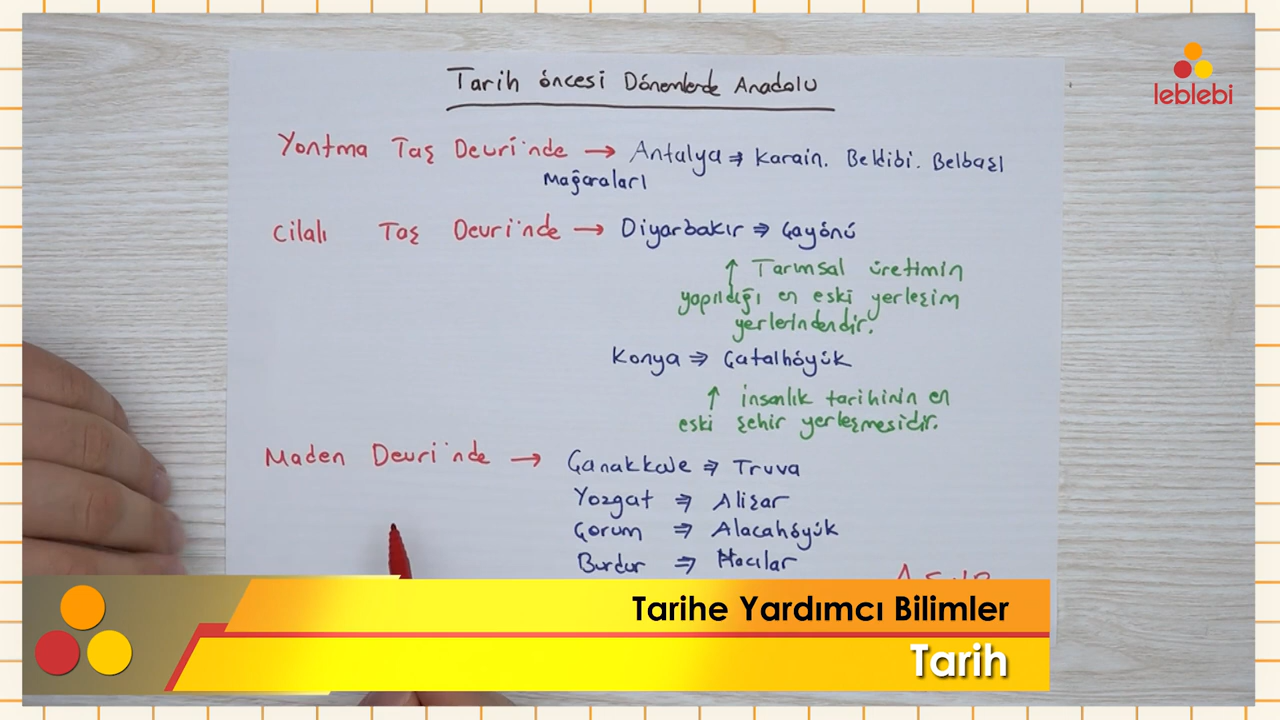 Tarih öncesi Dönemlerde Anadolu
leblebi
Yontma Taş Devri'nde → Antalya ⇒ Karain. Beldibi. Belbaşı
Mağaraları
Cilalı Taş Devri'nde → Diyarbakır ⇒ Çayönü
↑ Tarımsal üretimin
yapıldığı en eski yerleşim
yerlerindendir.
Konya ⇒ Çatalhöyük
↑ insanlık tarihinin en
eski şehir yerleşmesidir.
Maden Devri'nde → Çanakkale ⇒ Truva
Yozgat ⇒ Alişar
Çorum ⇒ Alacahöyük
Burdur ⇒ Hacılar
Tarihe Yardımcı Bilimler
Tarih